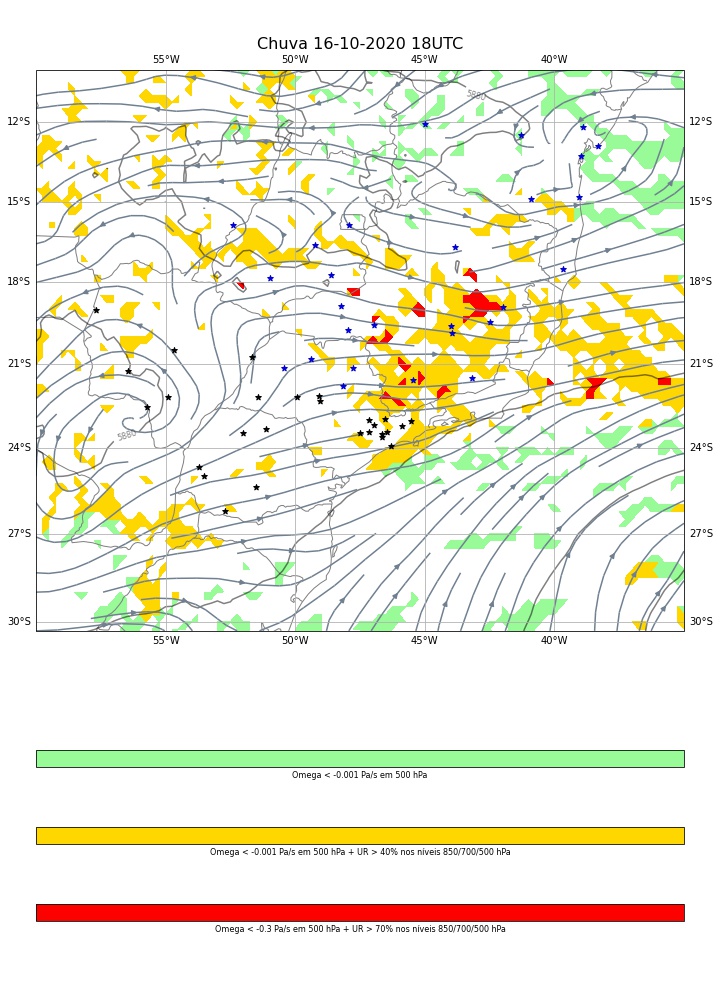 Chuva 16-10-2020 18UTC
55°W 50°W 45°W 40°W
5880
12°S 12°S
15°S 15°S
18°S 18°S
21°S 21°S
5880
24°S 24°S
27°S 27°S
30°S 30°S
55°W 50°W 45°W 40°W
Omega < -0.001 Pa/s em 500 hPa
Omega < -0.001 Pa/s em 500 hPa + UR > 40% nos níveis 850/700/500 hPa
Omega < -0.3 Pa/s em 500 hPa + UR > 70% nos níveis 850/700/500 hPa